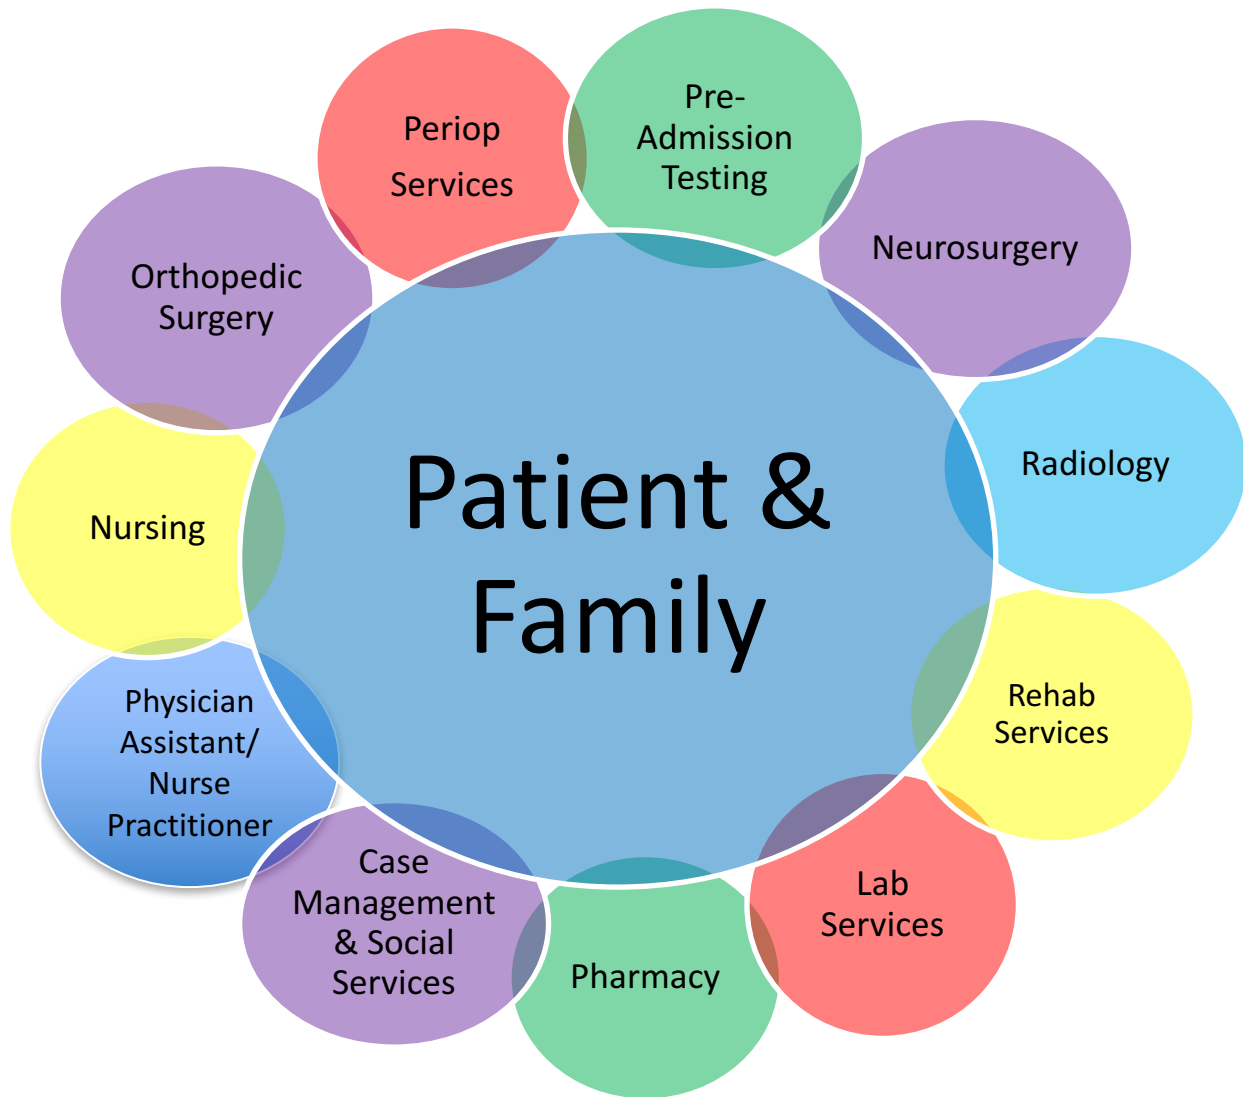 Pre-
Admission
Testing
Neurosurgery
Radiology
Rehab
Services
Lab
Services
Pharmacy
Case
Management
& Social
Services
Physician
Assistant/
Nurse
Practitioner
Nursing
Orthopedic
Surgery
Periop
Services
Patient &
Family